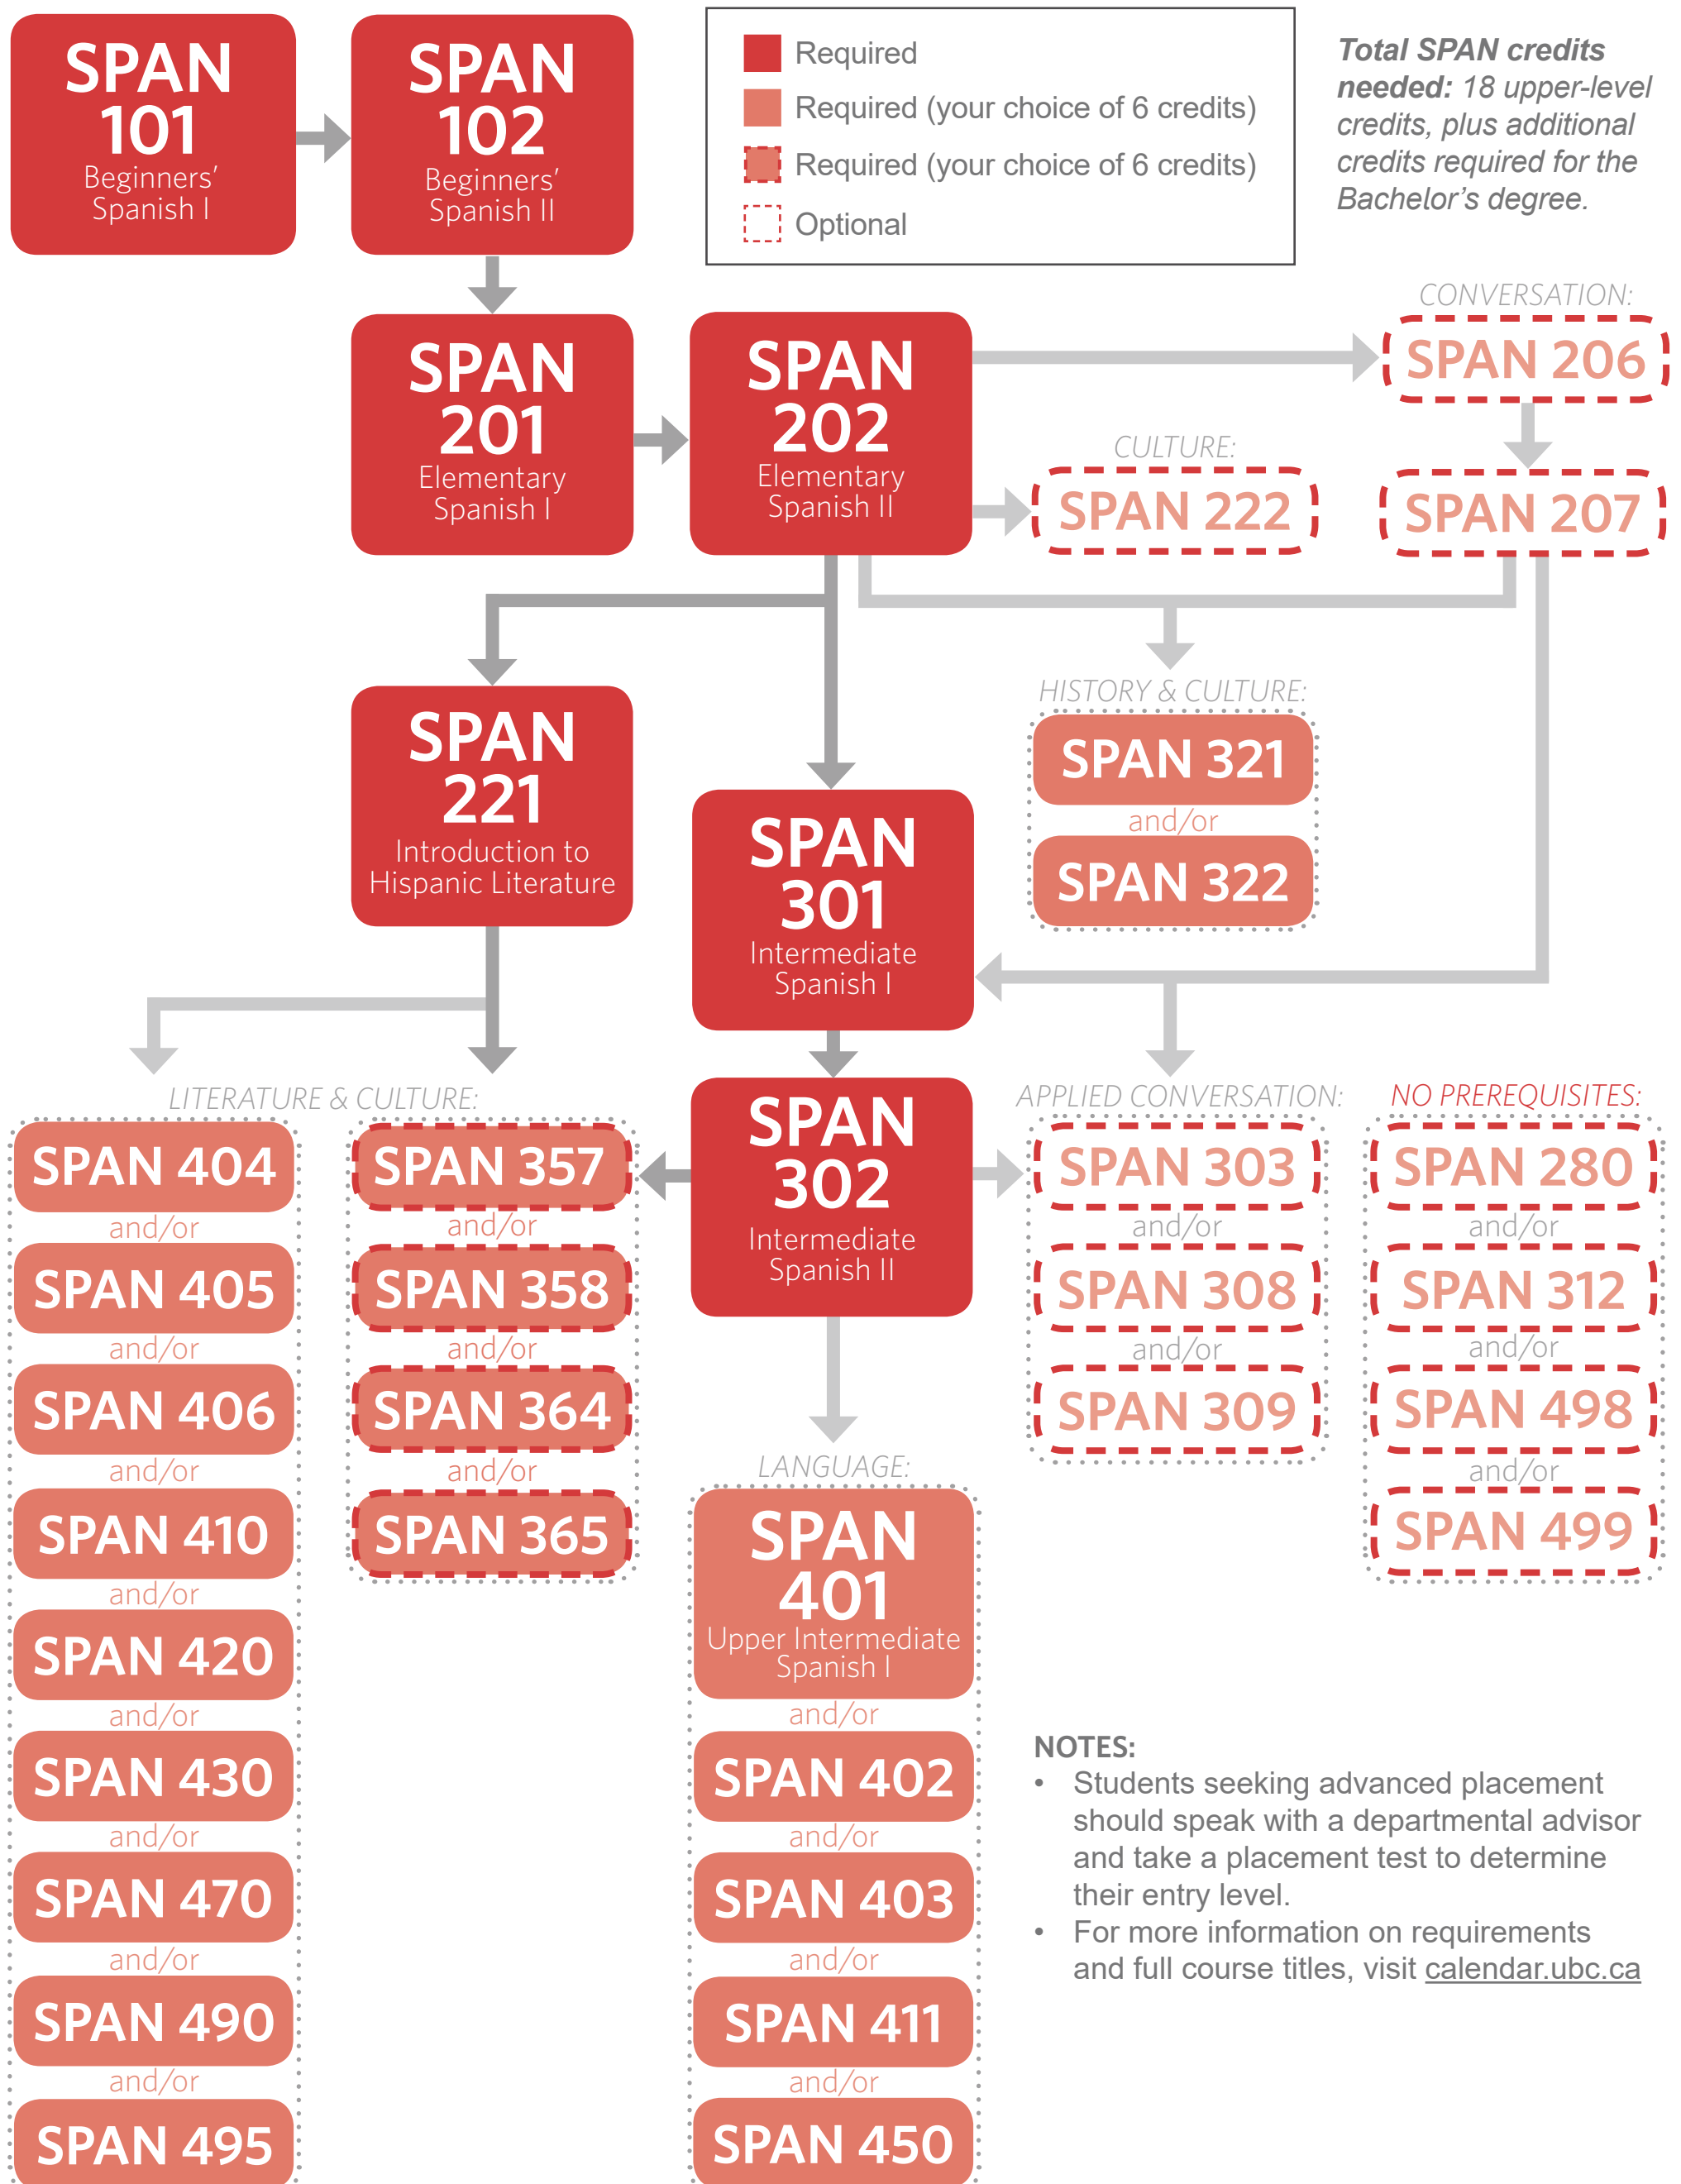 SPAN
101
Beginners'
Spanish I
SPAN
102
Beginners'
Spanish II
Required
Required (your choice of 6 credits)
Required (your choice of 6 credits)
Optional
Total SPAN credits
needed: 18 upper-level
credits, plus additional
credits required for the
Bachelor's degree.
SPAN
201
Elementary
Spanish I
SPAN
202
Elementary
Spanish II
CONVERSATION:
SPAN 206
CULTURE:
SPAN 222
SPAN 207
SPAN
221
Introduction to
Hispanic Literature
SPAN
301
Intermediate
Spanish I
HISTORY & CULTURE:
SPAN 321
and/or
SPAN 322
LITERATURE & CULTURE:
SPAN 404
and/or
SPAN 405
and/or
SPAN 406
and/or
SPAN 410
and/or
SPAN 420
and/or
SPAN 430
and/or
SPAN 470
and/or
SPAN 490
and/or
SPAN 495
SPAN 357
and/or
SPAN 358
and/or
SPAN 364
and/or
SPAN 365
SPAN
302
Intermediate
Spanish II
LANGUAGE:
SPAN
401
Upper Intermediate
Spanish I
and/or
SPAN 402
and/or
SPAN 403
and/or
SPAN 411
and/or
SPAN 450
APPLIED CONVERSATION:
SPAN 303
and/or
SPAN 308
and/or
SPAN 309
NO PREREQUISITES:
SPAN 280
and/or
SPAN 312
and/or
SPAN 498
and/or
SPAN 499
NOTES:
• Students seeking advanced placement
should speak with a departmental advisor
and take a placement test to determine
their entry level.
• For more information on requirements
and full course titles, visit calendar.ubc.ca